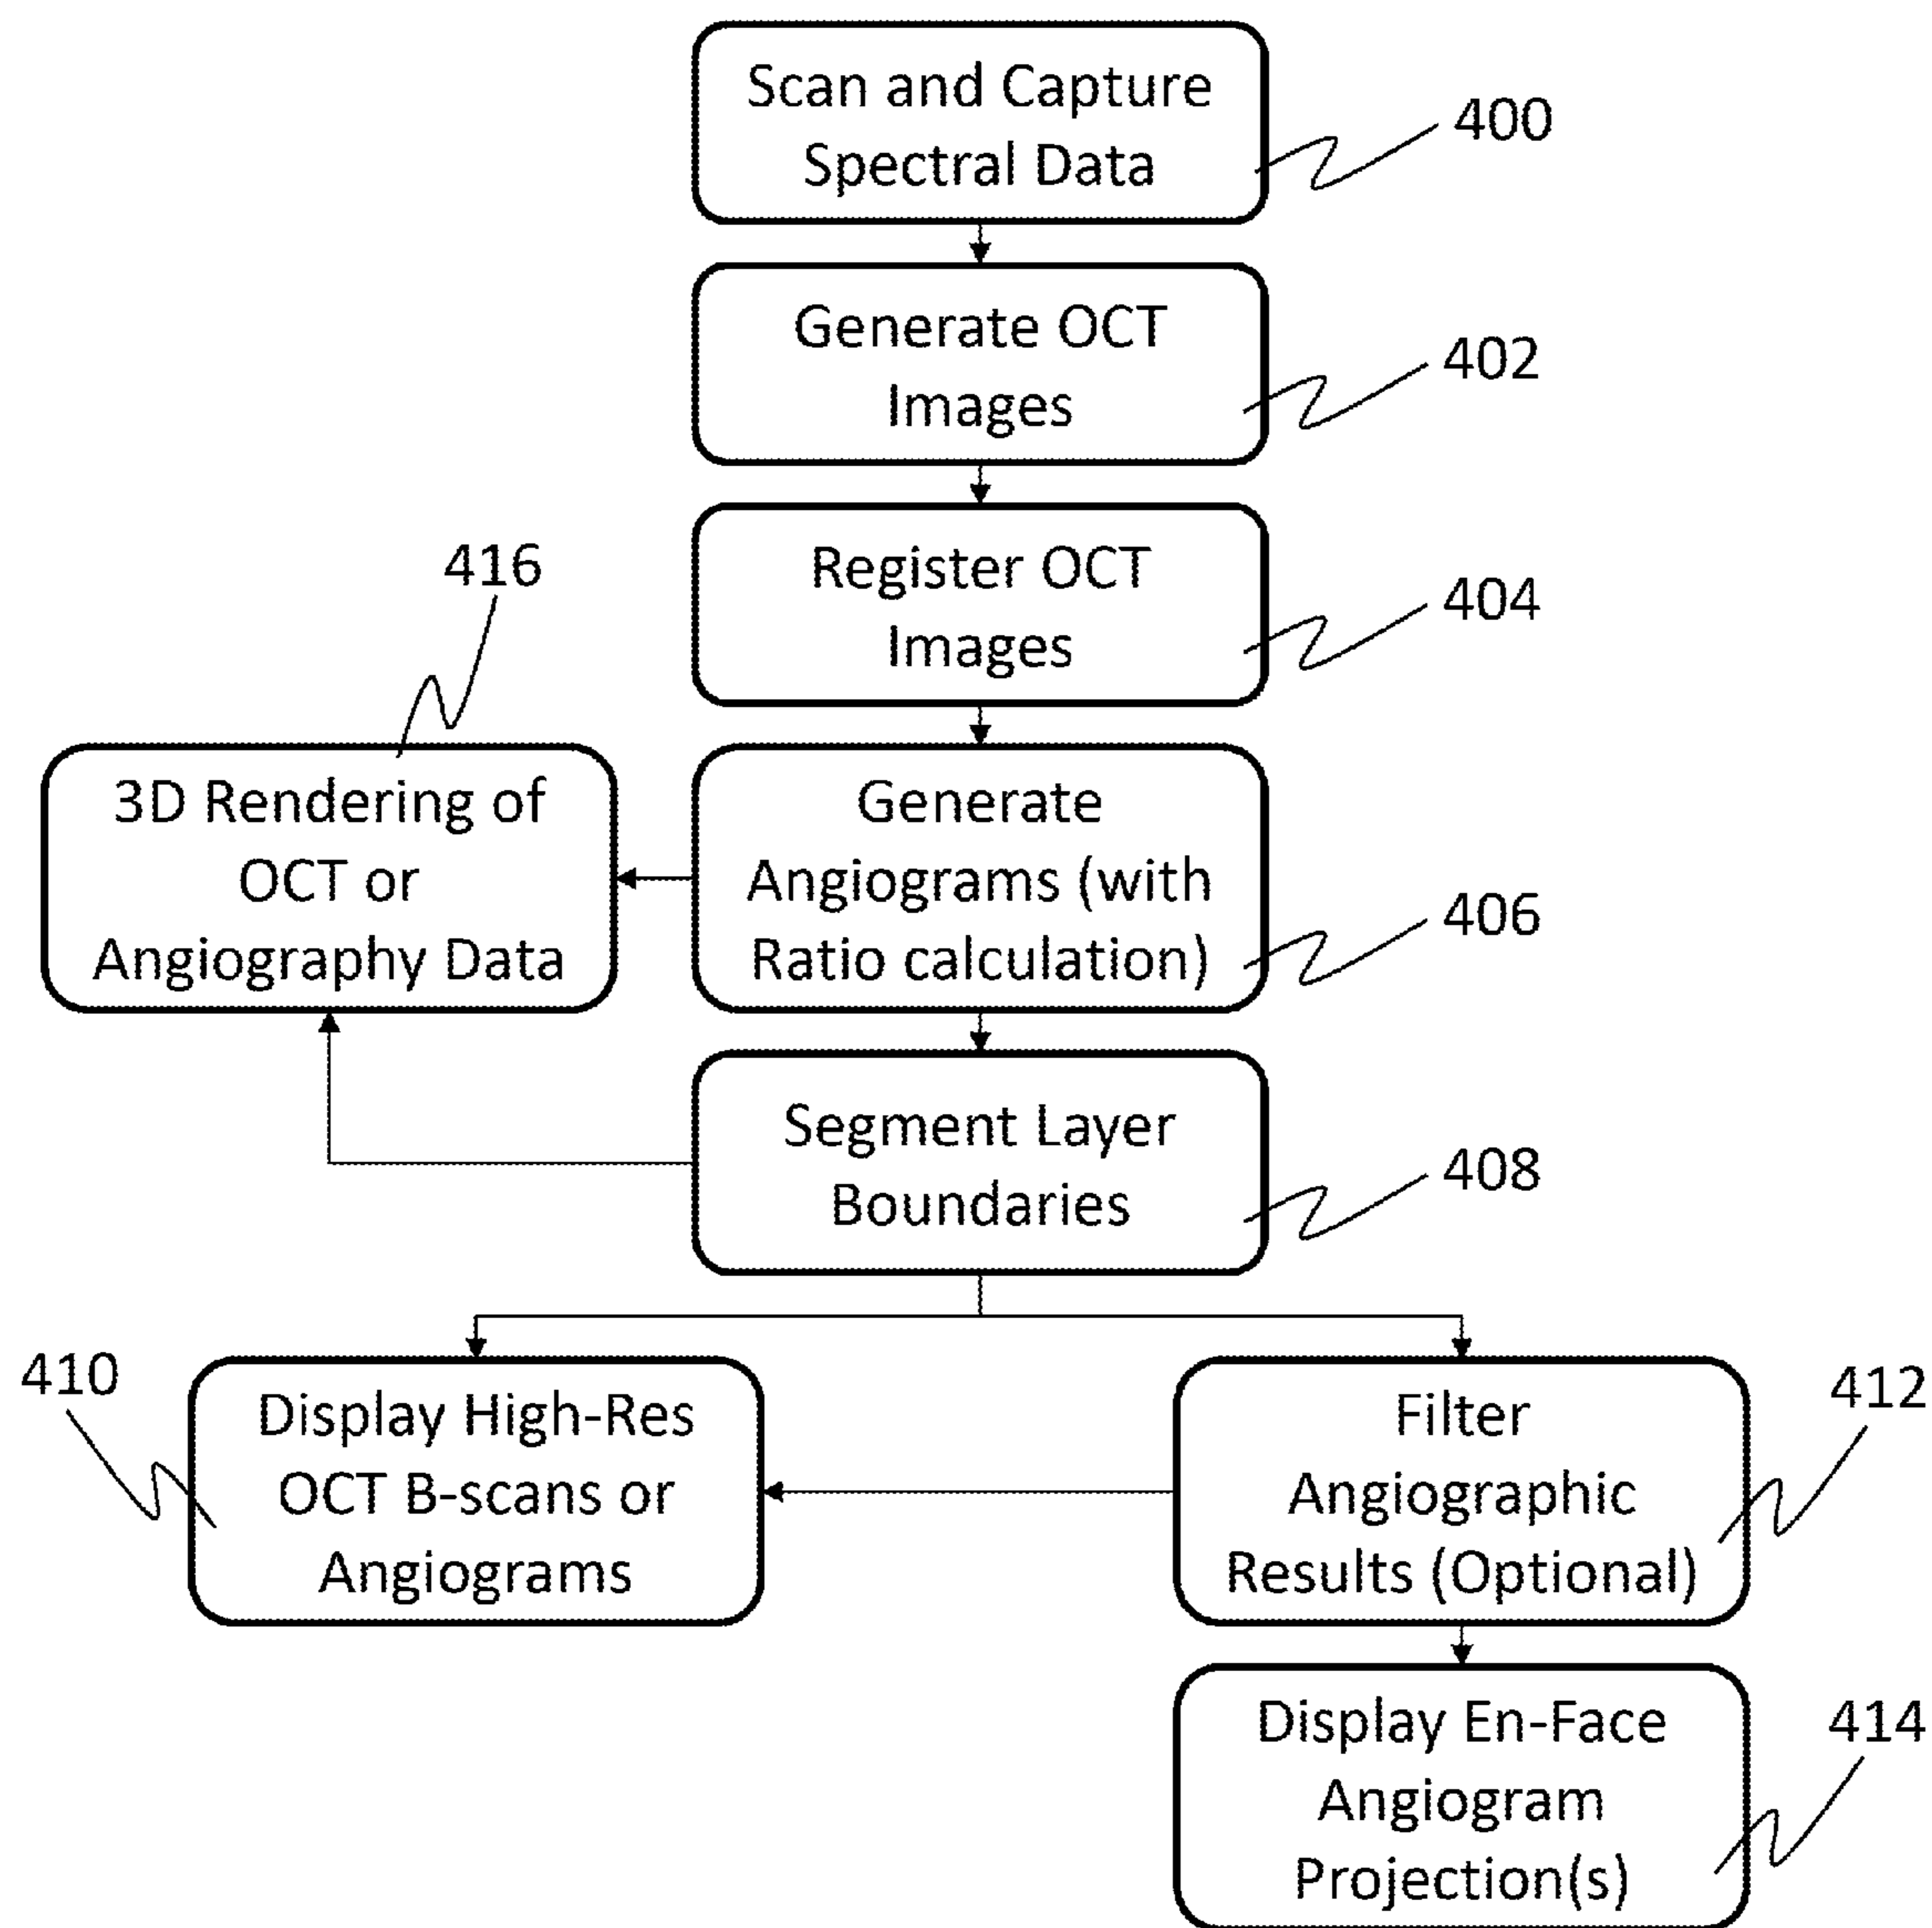 Scan and Capture
Spectral Data
400
Generate OCT
Images
402
Register OCT
Images
404
416
3D Rendering of
OCT or
Angiography Data
Generate
Angiograms (with
Ratio calculation)
406
Segment Layer
Boundaries
408
410
Display High-Res
OCT B-scans or
Angiograms
Filter
Angiographic
Results (Optional)
412
Display En-Face
Angiogram
Projection(s)
414